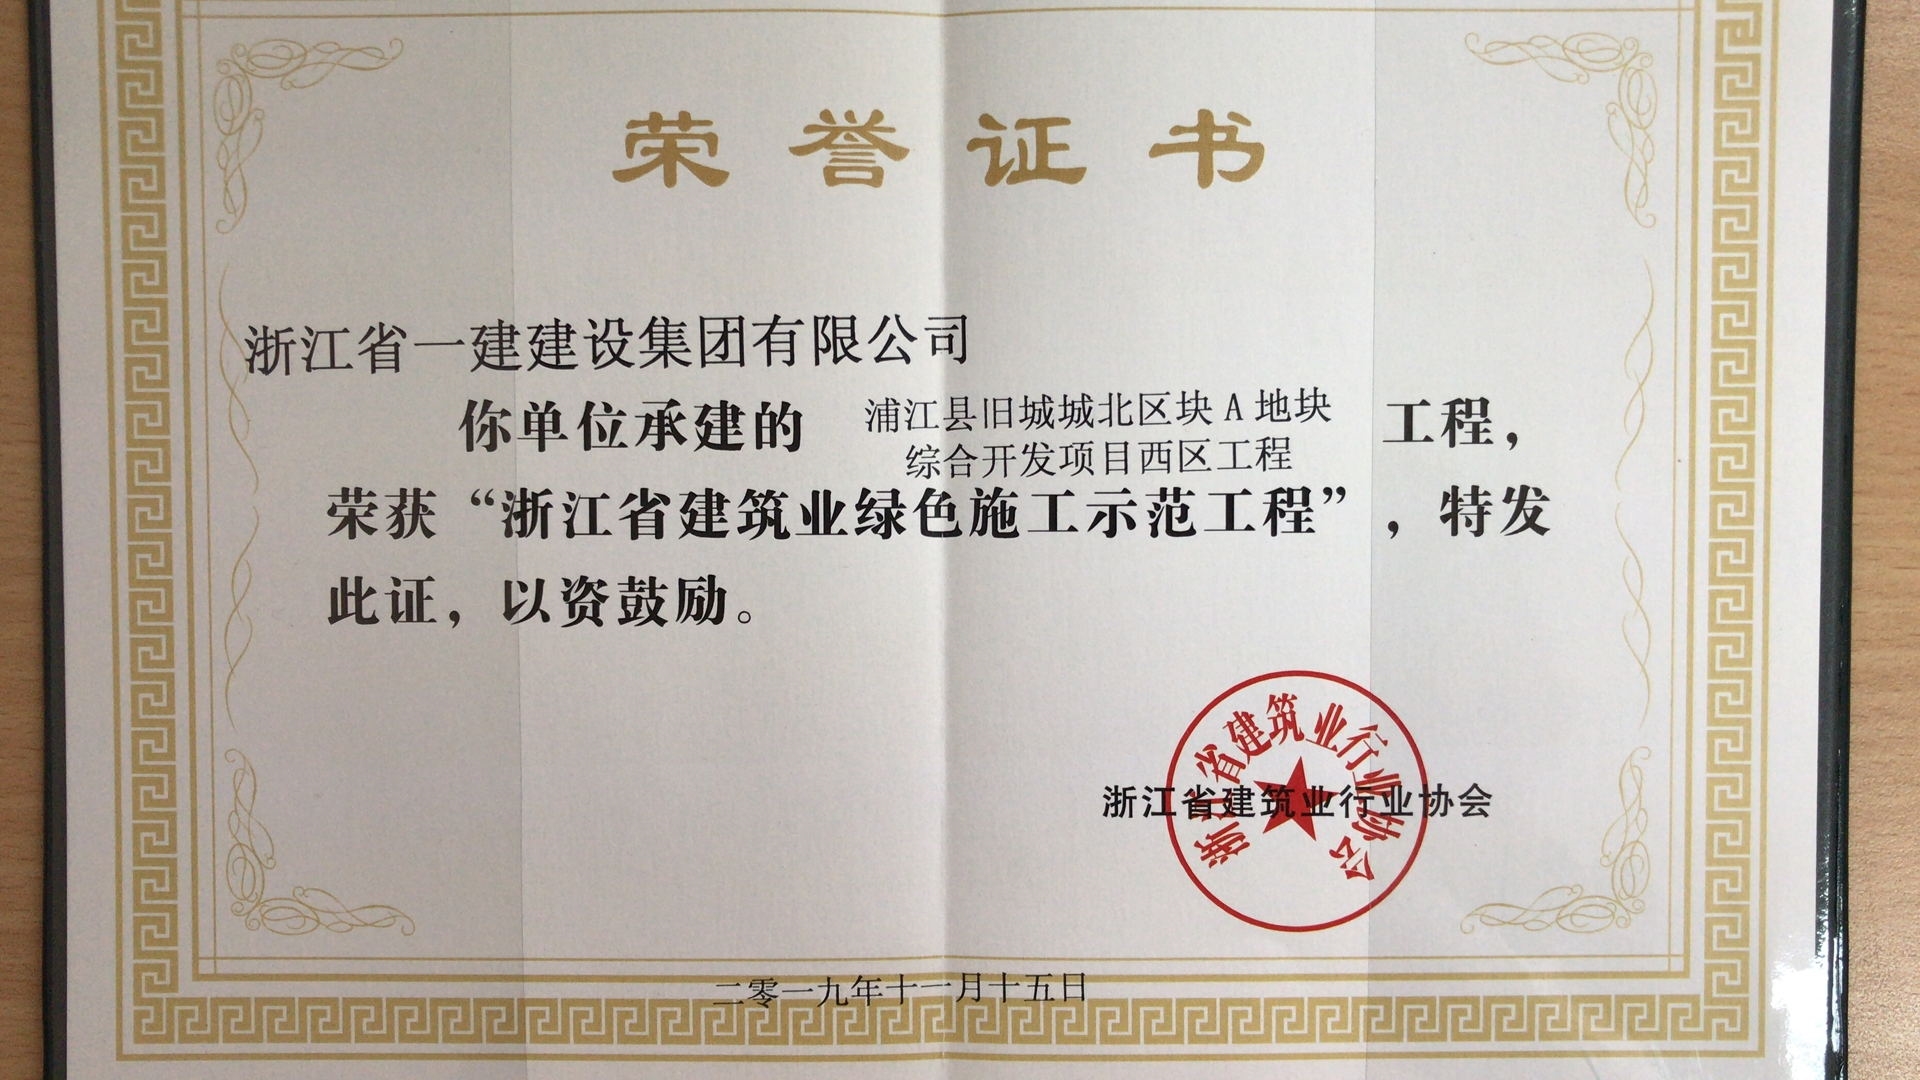 荣誉证书
浙江省一建建设集团有限公司
你单位承建的 浦江县旧城城北区块 A 地块 工程，
综合开发项目西区工程
荣获“浙江省建筑业绿色施工示范工程”，特发
此证，以资鼓励。
浙江省建筑业行业协会
浙江省建筑业行业协会
二零一九年十一月十五日